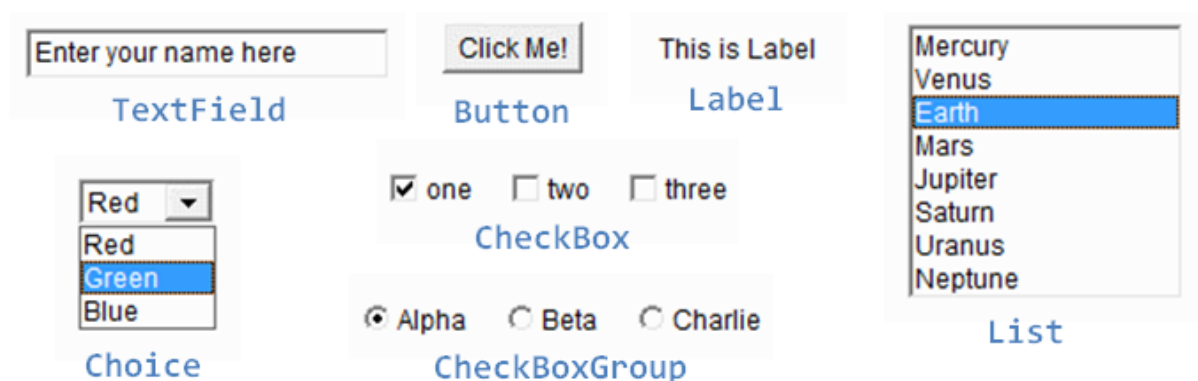 Enter your name here
TextField
Click Me!
Button
This is Label
Label
Mercury
Venus
Earth
Mars
Jupiter
Saturn
Uranus
Neptune
List
Red
Red
Green
Blue
Choice
one two three
CheckBox
Alpha Beta Charlie
CheckBoxGroup